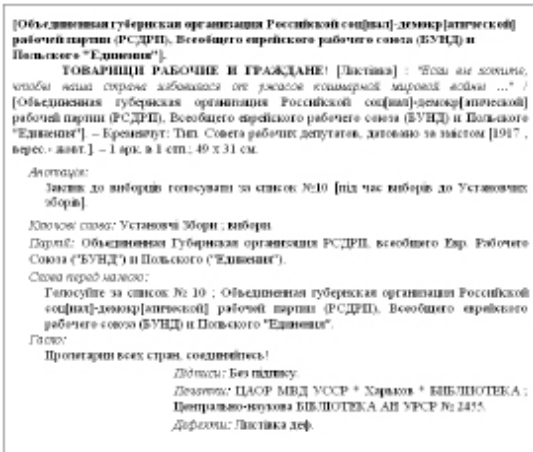 [Объединенная губернская организация Российской соц[иал]-демокр[атической]
рабочей партии (РСДРП), Всеобщего еврейского рабочего союза (БУНД) и
Польского "Единения"].
ТОВАРИЩИ РАБОЧИЕ И ГРАЖДАНЕ! [Листівка] : "Если вы хотите,
чтобы наша страна избавилась от ужасов кошмарной мировой войны ..." /
[Объединенная губернская организация Российской соц[иал]-демокр[атической]
рабочей партии (РСДРП), Всеобщего еврейского рабочего союза (БУНД) и Польского
"Единения"]. – Кременчуг: Тип. Совета рабочих депутатов, датовано за змістом [1917 ,
верес.- жовт.]. – 1 арк. в 1 стп.; 49 x 31 см.
Анотація:
Заклик до виборців голосувати за список №10 [під час виборів до Установчих
зборів].
Ключові слова: Установчі Збори ; вибори.
Партії: Объединенная Губернская организация РСДРП, всеобщего Евр. Рабочего
Союза ("БУНД") и Польского ("Единения").
Слова перед назвою:
Голосуйте за список № 10 ; Объединенная губернская организация Российской
соц[иал]-демокр[атической] рабочей партии (РСДРП), Всеобщего еврейского
рабочего союза (БУНД) и Польского "Единения".
Гасло:
Пролетарии всех стран, соединяйтесь!
Підписи: Без підпису.
Печатки: ЦАОР МВД УССР * Харьков * БИБЛИОТЕКА ;
Центрально-наукова БІБЛІОТЕКА АН УРСР № 2455.
Дефекти: Листівка деф.